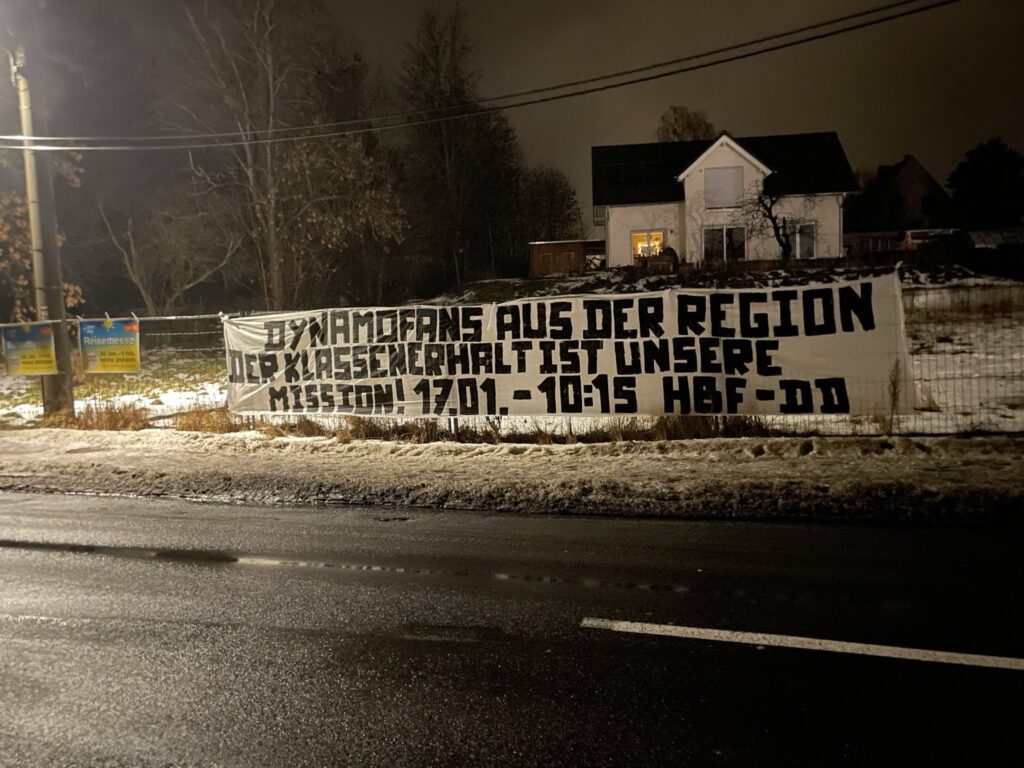 DYNAMOFANS AUS DER REGION
DER KLASSENERHALT IST UNSERE
MISSION! 17.01. - 10:15 HBF - DD
Reisemesse